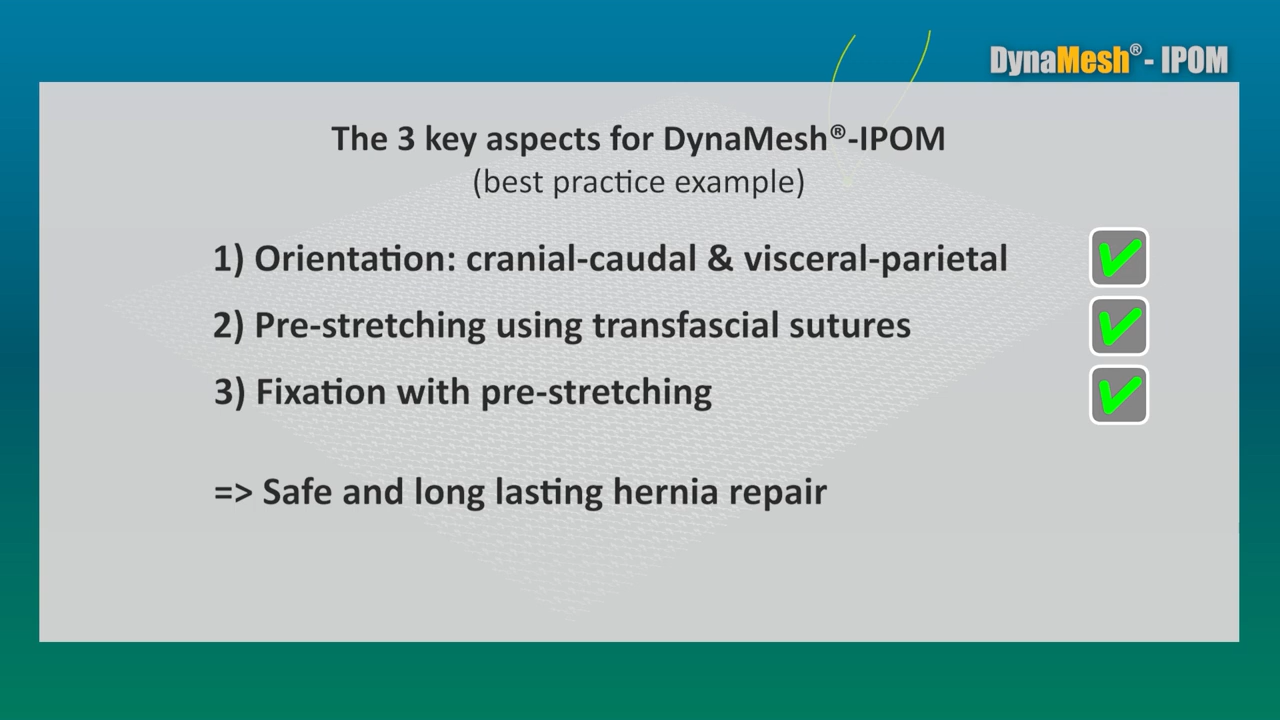 DynaMesh®- IPOM
The 3 key aspects for DynaMesh®-IPOM
(best practice example)
1) Orientation: cranial-caudal & visceral-parietal
2) Pre-stretching using transfascial sutures
3) Fixation with pre-stretching
=> Safe and long lasting hernia repair